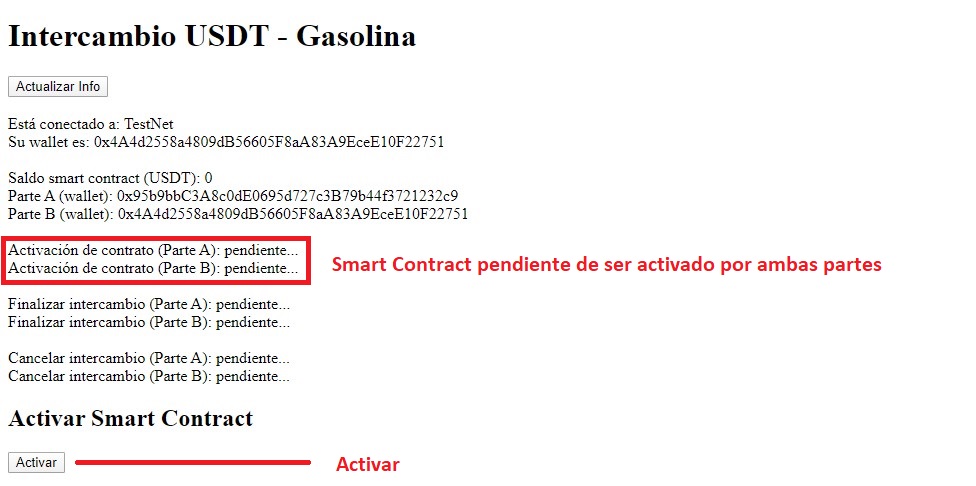 Intercambio USDT - Gasolina
Actualizar Info
Está conectado a: TestNet
Su wallet es: 0x4A4d2558a4809dB56605F8aA83A9EceE10F22751
Saldo smart contract (USDT): 0
Parte A (wallet): 0x95b9bbC3A8c0dE0695d727c3B79b44f3721232c9
Parte B (wallet): 0x4A4d2558a4809dB56605F8aA83A9EceE10F22751
Activación de contrato (Parte A): pendiente...
Activación de contrato (Parte B): pendiente...
Smart Contract pendiente de ser activado por ambas partes
Finalizar intercambio (Parte A): pendiente...
Finalizar intercambio (Parte B): pendiente...
Cancelar intercambio (Parte A): pendiente...
Cancelar intercambio (Parte B): pendiente...
Activar Smart Contract
Activar
Activar